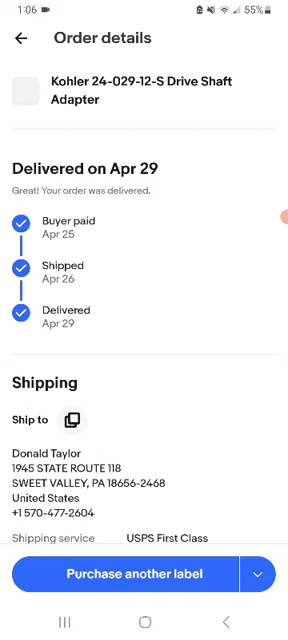 1:06
55%
Order details
Kohler 24-029-12-S Drive Shaft
Adapter
Delivered on Apr 29
Great! Your order was delivered.
Buyer paid
Apr 25
Shipped
Apr 26
Delivered
Apr 29
Shipping
Ship to
Donald Taylor
1945 STATE ROUTE 118
SWEET VALLEY, PA 18656-2468
United States
+1 570-477-2604
Shipping service USPS First Class
Purchase another label